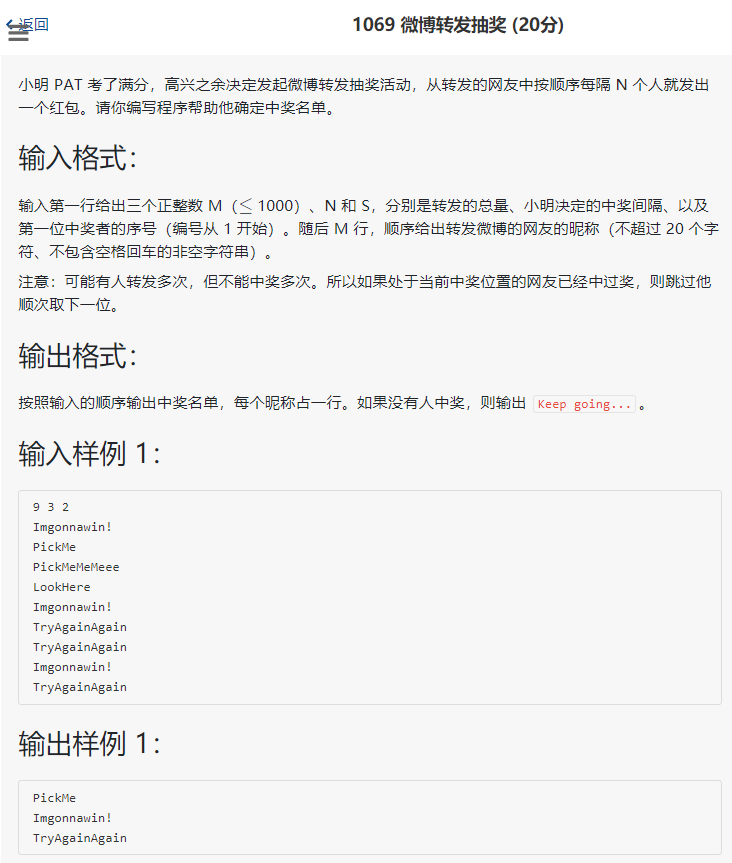 返回
1069 微博转发抽奖 (20分)
小明 PAT 考了满分，高兴之余决定发起微博转发抽奖活动，从转发的网友中按顺序每隔 N 个人就发出
一个红包。请你编写程序帮助他确定中奖名单。
输入格式：
输入第一行给出三个正整数 M（≤ 1000）、N 和 S，分别是转发的总量、小明决定的中奖间隔、以及
第一位中奖者的序号（编号从 1 开始）。随后 M 行，顺序给出转发微博的网友的昵称（不超过 20 个字
符、不包含空格回车的非空字符串）。
注意：可能有人转发多次，但不能中奖多次。所以如果处于当前中奖位置的网友已经中过奖，则跳过他
顺次取下一位。
输出格式：
按照输入的顺序输出中奖名单，每个昵称占一行。如果没有人中奖，则输出 Keep going... 。
输入样例 1：
9 3 2
Imgonnawin!
PickMe
PickMeMeMeee
LookHere
Imgonnawin!
TryAgainAgain
TryAgainAgain
Imgonnawin!
TryAgainAgain
输出样例 1：
PickMe
Imgonnawin!
TryAgainAgain